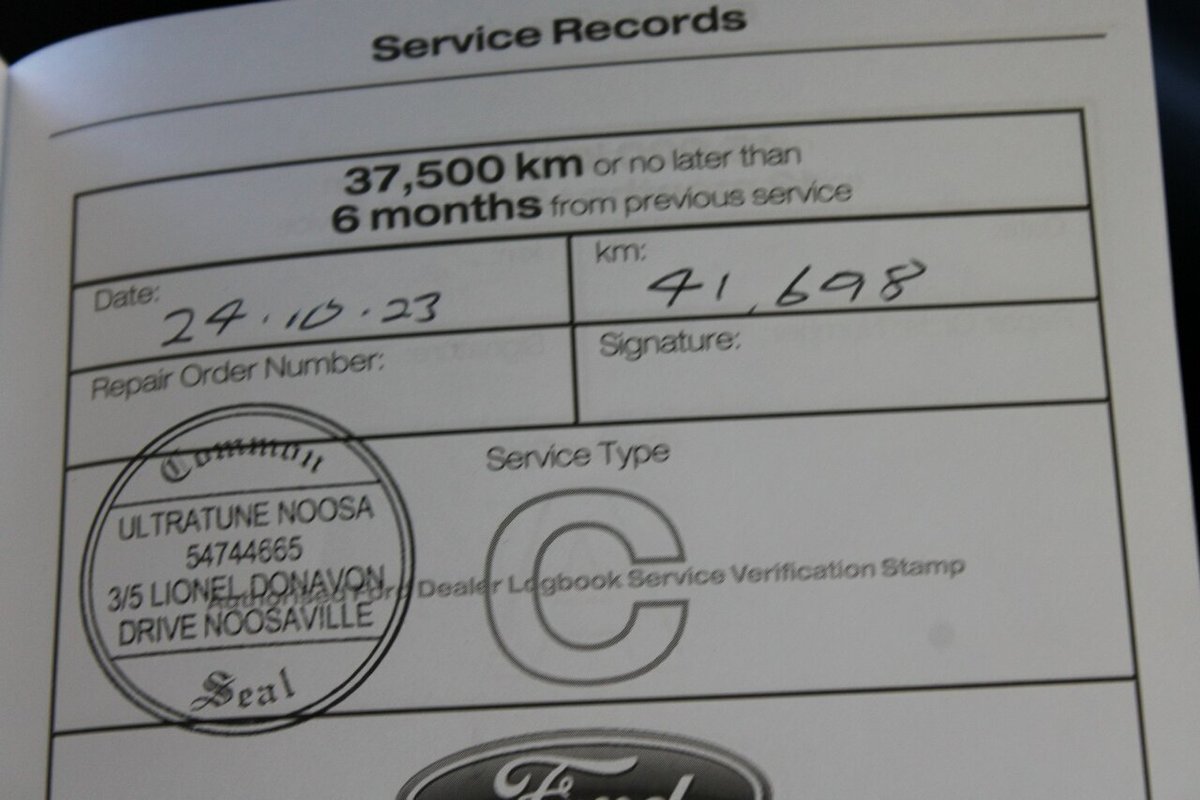 Service Records
37,500 km or no later than
6 months from previous service
Date: 24.10.23
km: 41,698
Repair Order Number:
Signature:
Service Type
C
Common
ULTRATUNE NOOSA
54744665
3/5 LIONEL DONAVON
DRIVE NOOSAVILLE
Seal
Authorised Ford Dealer Logbook Service Verification Stamp
Ford